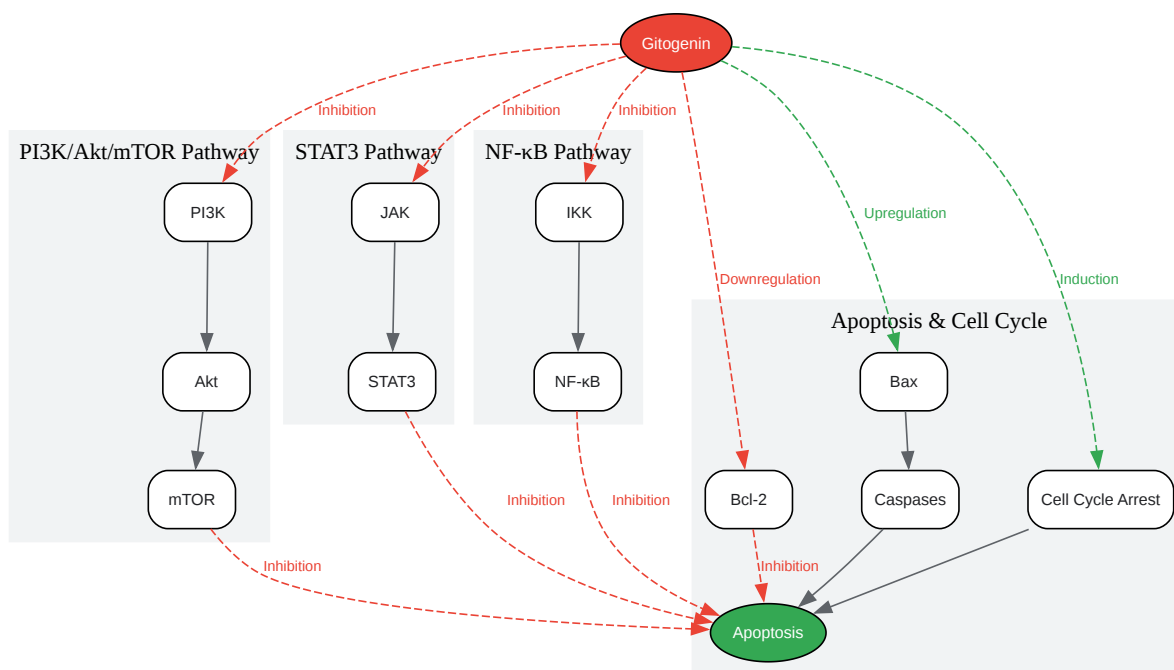 Gitogenin
Inhibition
Inhibition
Inhibition
PI3K/Akt/mTOR Pathway
STAT3 Pathway
NF-κB Pathway
PI3K
JAK
IKK
Upregulation
Downregulation
Induction
Apoptosis & Cell Cycle
Akt
STAT3
NF-κB
Bax
mTOR
Inhibition
Inhibition
Bcl-2
Caspases
Cell Cycle Arrest
Inhibition
Inhibition
Apoptosis